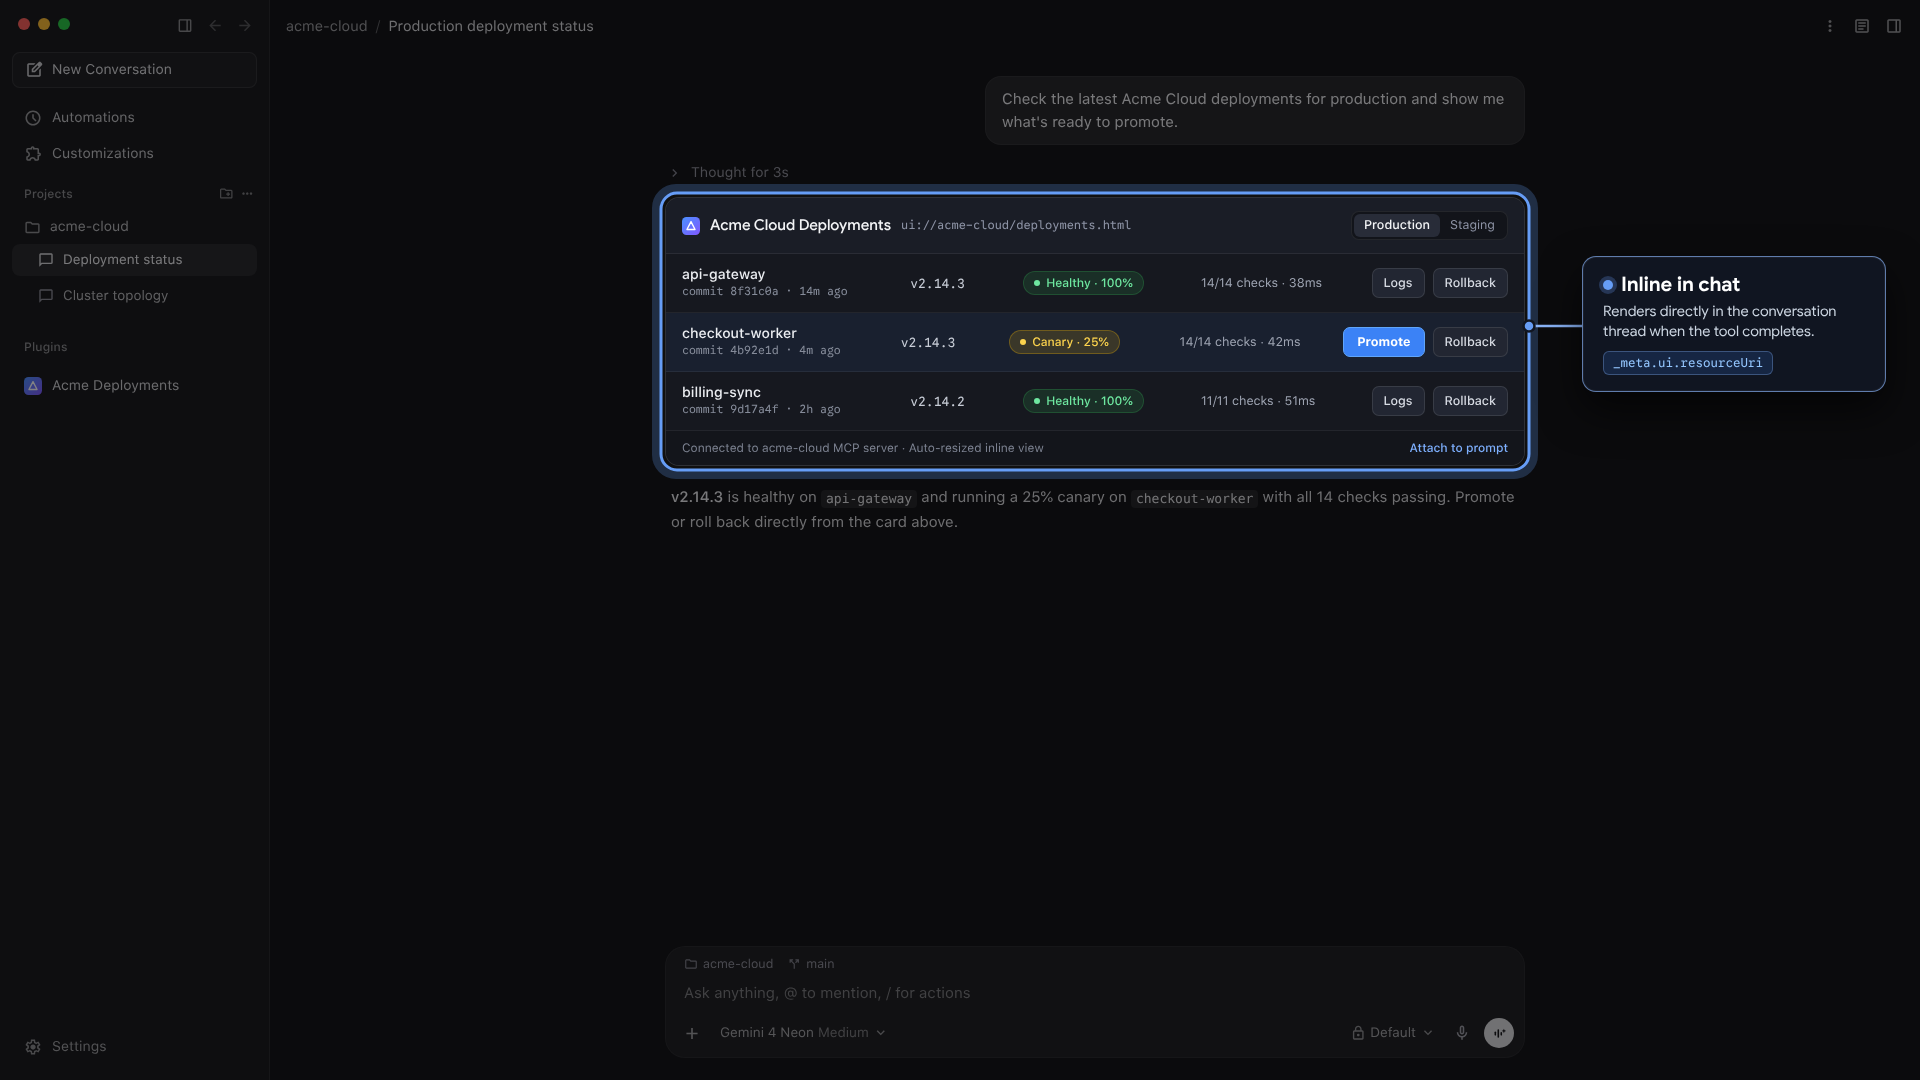 acme-cloud / Production deployment status
New Conversation
Automations
Customizations
Projects
acme-cloud
Deployment status
Cluster topology
Plugins
Acme Deployments
Settings
Check the latest Acme Cloud deployments for production and show me
what's ready to promote.
Thought for 3s
Acme Cloud Deployments ui://acme-cloud/deployments.html Production Staging
api-gateway
commit 8f31c0a · 14m ago
v2.14.3 Healthy · 100% 14/14 checks · 38ms Logs Rollback
checkout-worker
commit 4b92e1d · 4m ago
v2.14.3 Canary · 25% 14/14 checks · 42ms Promote Rollback
billing-sync
commit 9d17a4f · 2h ago
v2.14.2 Healthy · 100% 11/11 checks · 51ms Logs Rollback
Connected to acme-cloud MCP server · Auto-resized inline view Attach to prompt
v2.14.3 is healthy on api-gateway and running a 25% canary on checkout-worker with all 14 checks passing. Promote
or roll back directly from the card above.
Inline in chat
Renders directly in the conversation
thread when the tool completes.
_meta.ui.resourceUri
acme-cloud main
Ask anything, @ to mention, / for actions
Gemini 4 Neon Medium Default